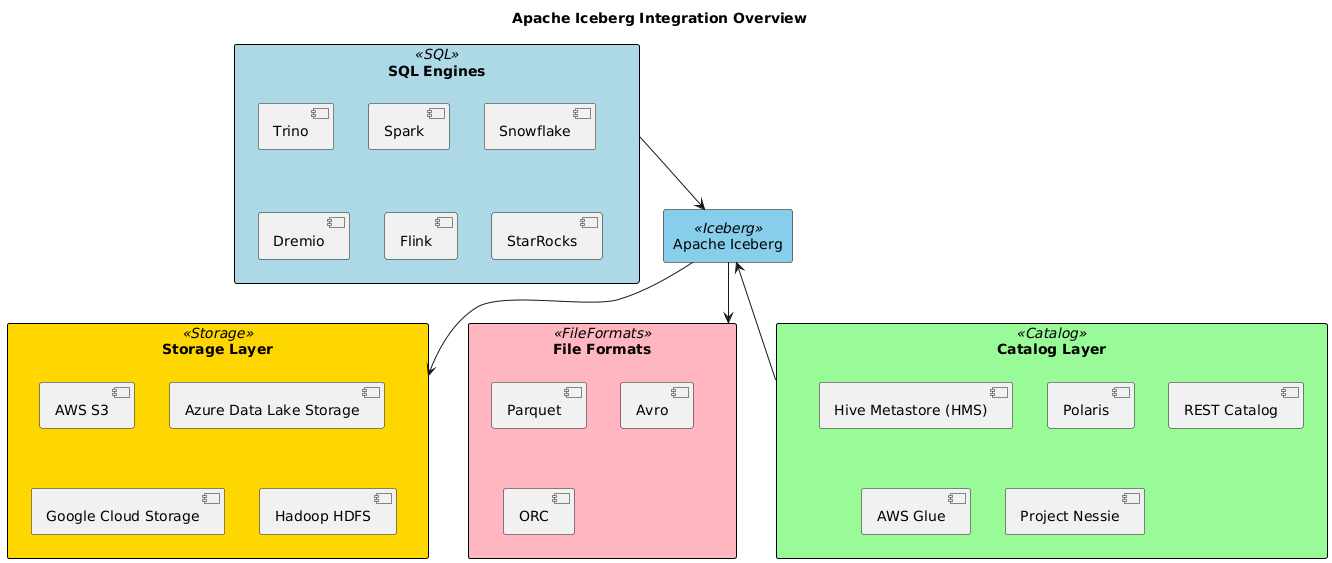 Apache Iceberg Integration Overview
«SQL»
SQL Engines
Trino
Spark
Snowflake
Dremio
Flink
StarRocks
«Iceberg»
Apache Iceberg
«Storage»
Storage Layer
AWS S3
Azure Data Lake Storage
Google Cloud Storage
Hadoop HDFS
«FileFormats»
File Formats
Parquet
Avro
ORC
«Catalog»
Catalog Layer
Hive Metastore (HMS)
Polaris
REST Catalog
AWS Glue
Project Nessie